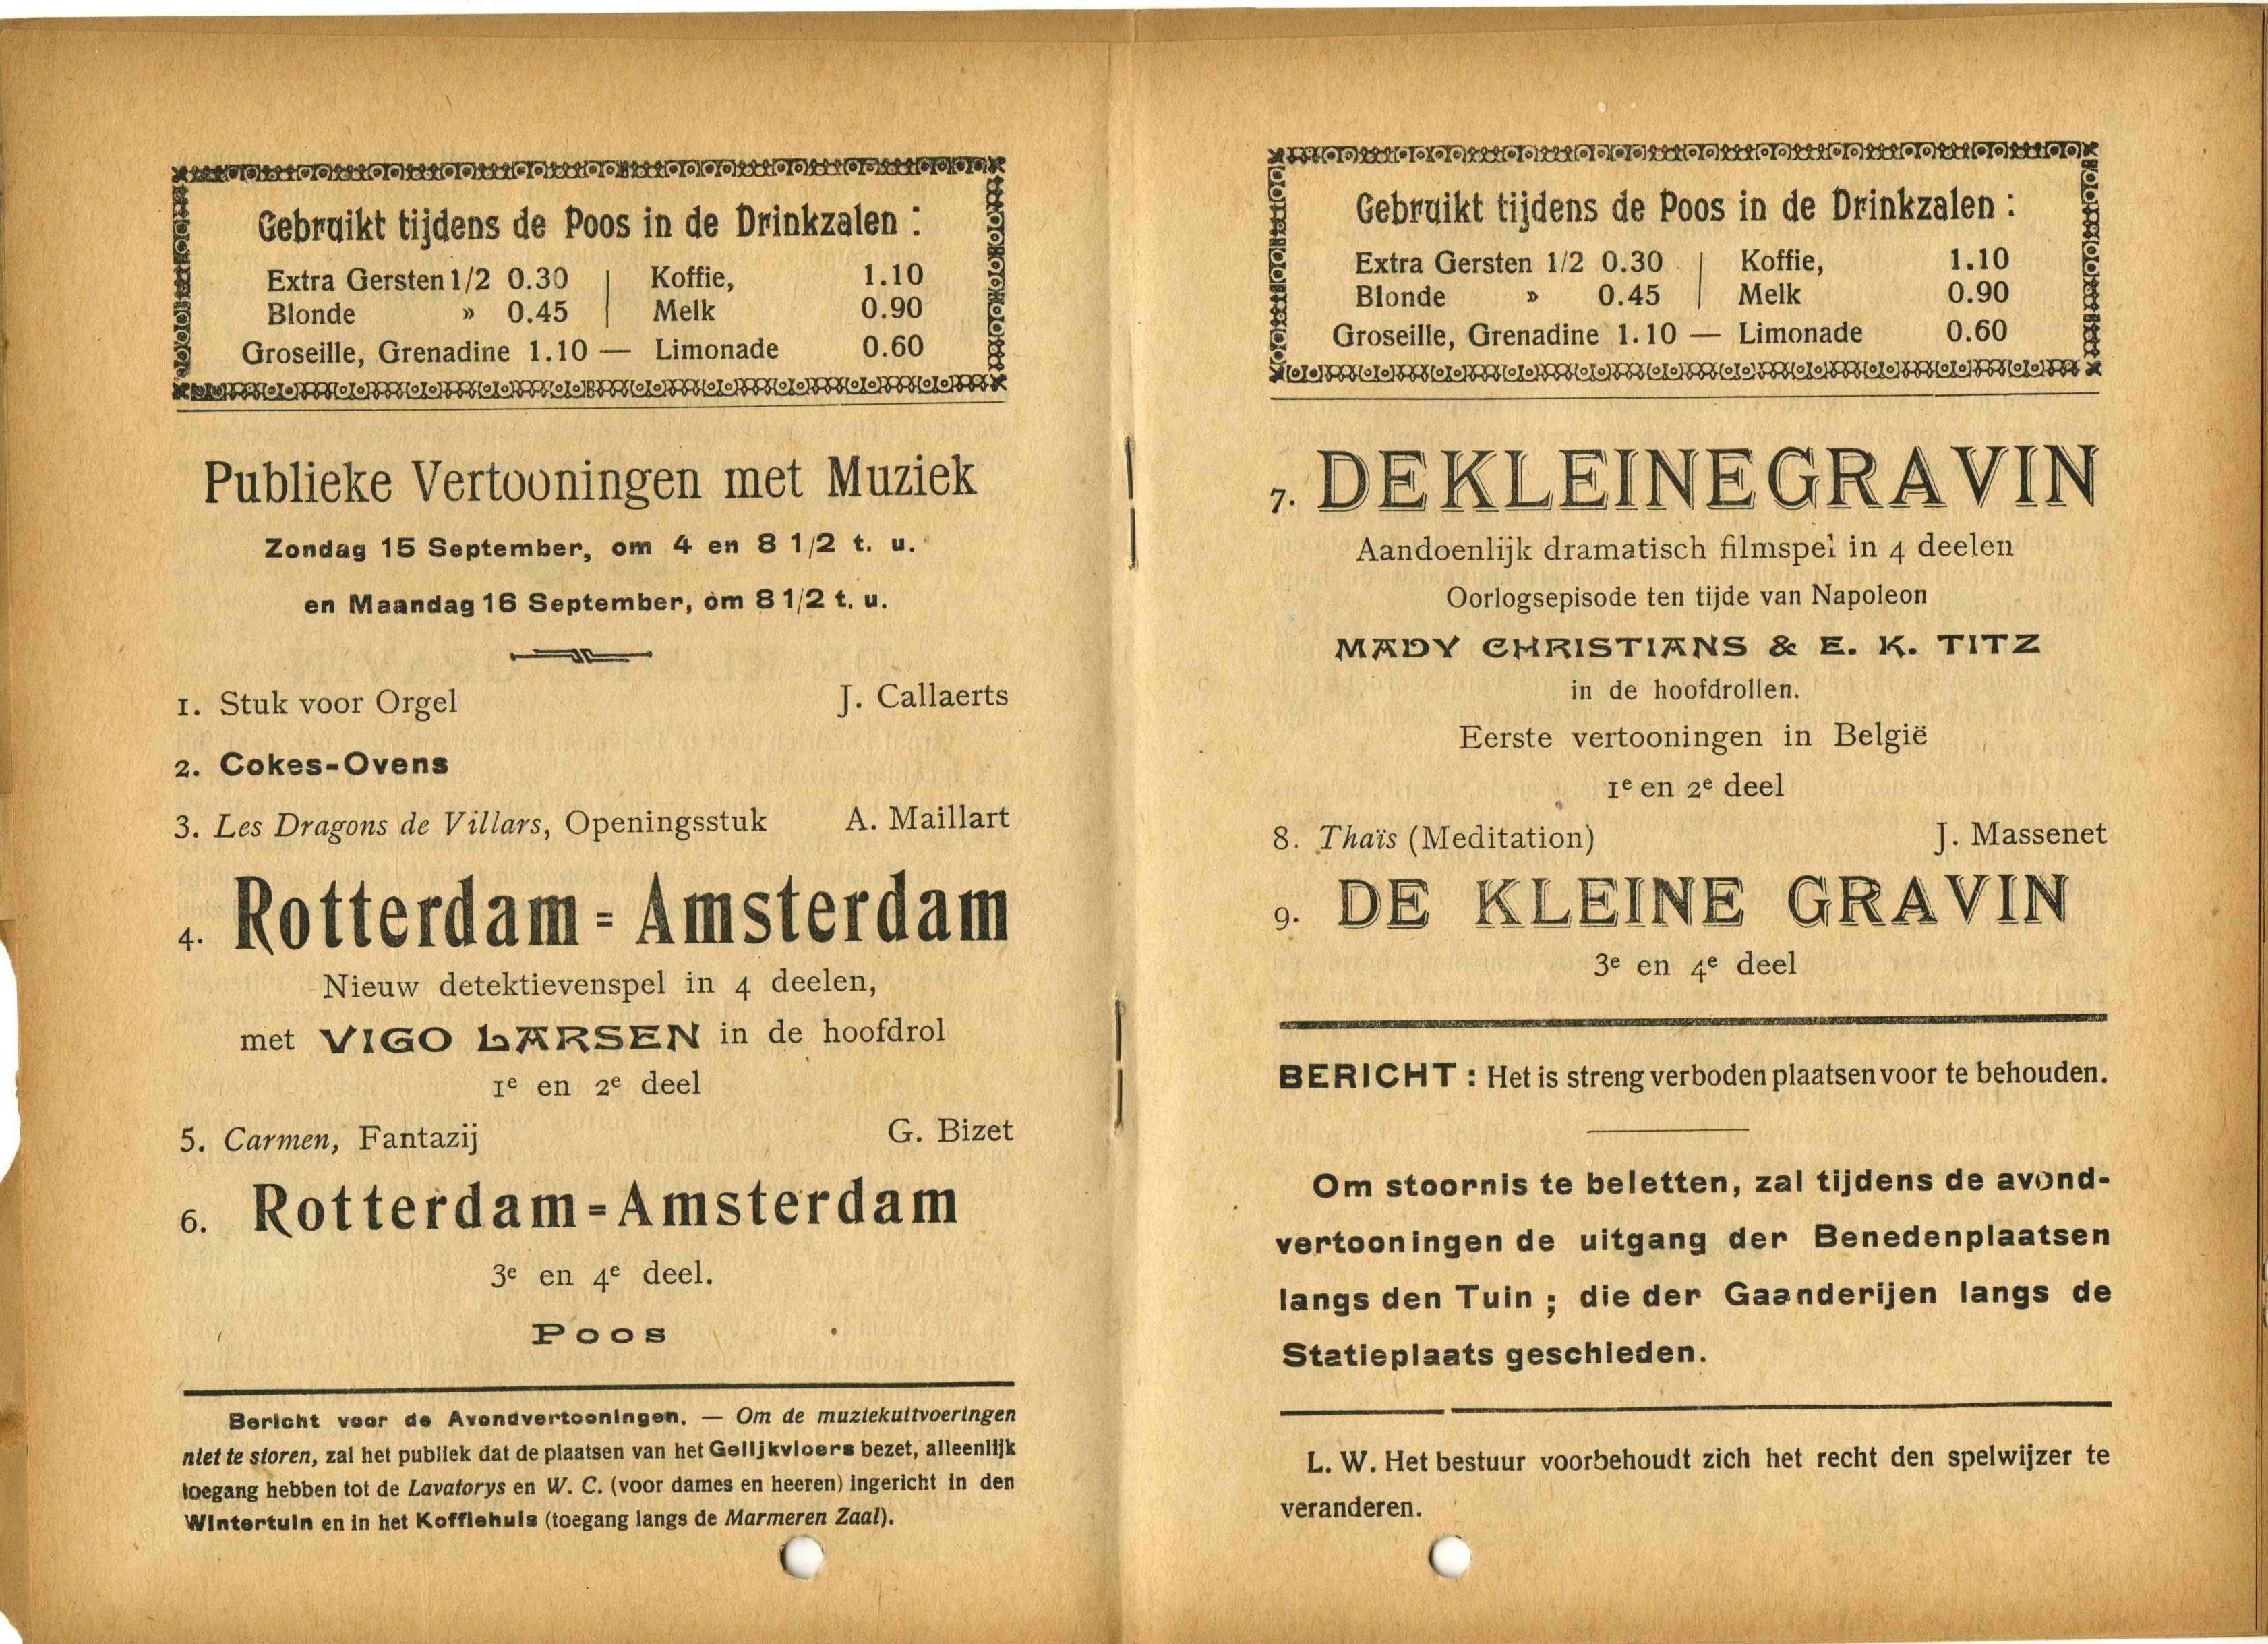 Gebruikt tijdens de Poos in de Drinkzalen :
Extra Gersten 1/2 0.30 Koffie, 1.10
Blonde » 0.45 Melk 0.90
Groseille, Grenadine 1.10 — Limonade 0.60
Publieke Vertooningen met Muziek
Zondag 15 September, om 4 en 8 1/2 t. u.
en Maandag 16 September, om 8 1/2 t. u.
1. Stuk voor Orgel J. Callaerts
2. Cokes-Ovens
3. Les Dragons de Villars, Openingsstuk A. Maillart
4. Rotterdam=Amsterdam
Nieuw detektievenspel in 4 deelen,
met VIGO LARSEN in de hoofdrol
1e en 2e deel
5. Carmen, Fantazij G. Bizet
6. Rotterdam=Amsterdam
3e en 4e deel.
Poos
Bericht voor de Avondvertooningen. — Om de muziekuitvoeringen
niet te storen, zal het publiek dat de plaatsen van het Gelijkvloers bezet, alleenlijk
toegang hebben tot de Lavatorys en W. C. (voor dames en heeren) ingericht in den
Wintertuin en in het Koffiehuis (toegang langs de Marmeren Zaal).
Gebruikt tijdens de Poos in de Drinkzalen :
Extra Gersten 1/2 0.30 Koffie, 1.10
Blonde » 0.45 Melk 0.90
Groseille, Grenadine 1.10 — Limonade 0.60
7. DE KLEINE GRAVIN
Aandoenlijk dramatisch filmspel in 4 deelen
Oorlogsepisode ten tijde van Napoleon
MADY CHRISTIANS & E. K. TITZ
in de hoofdrollen.
Eerste vertooningen in België
1e en 2e deel
8. Thaïs (Meditation) J. Massenet
9. DE KLEINE GRAVIN
3e en 4e deel
BERICHT : Het is streng verboden plaatsen voor te behouden.
Om stoornis te beletten, zal tijdens de avond-
vertooningen de uitgang der Benedenplaatsen
langs den Tuin ; die der Gaanderijen langs de
Statieplaats geschieden.
L. W. Het bestuur voorbehoudt zich het recht den spelwijzer te
veranderen.